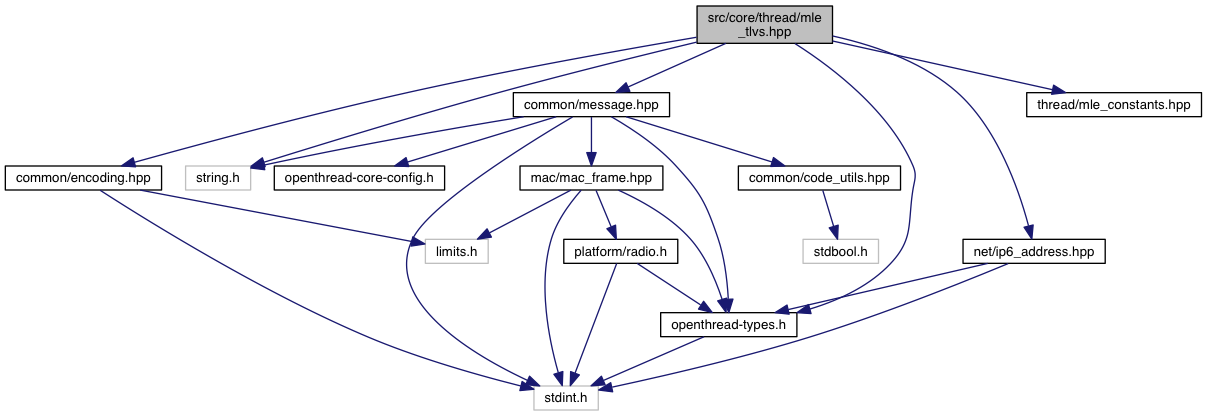 src/core/thread/mle
_tlvs.hpp
common/message.hpp
thread/mle_constants.hpp
common/encoding.hpp
string.h
openthread-core-config.h
mac/mac_frame.hpp
common/code_utils.hpp
limits.h
platform/radio.h
stdbool.h
net/ip6_address.hpp
openthread-types.h
stdint.h